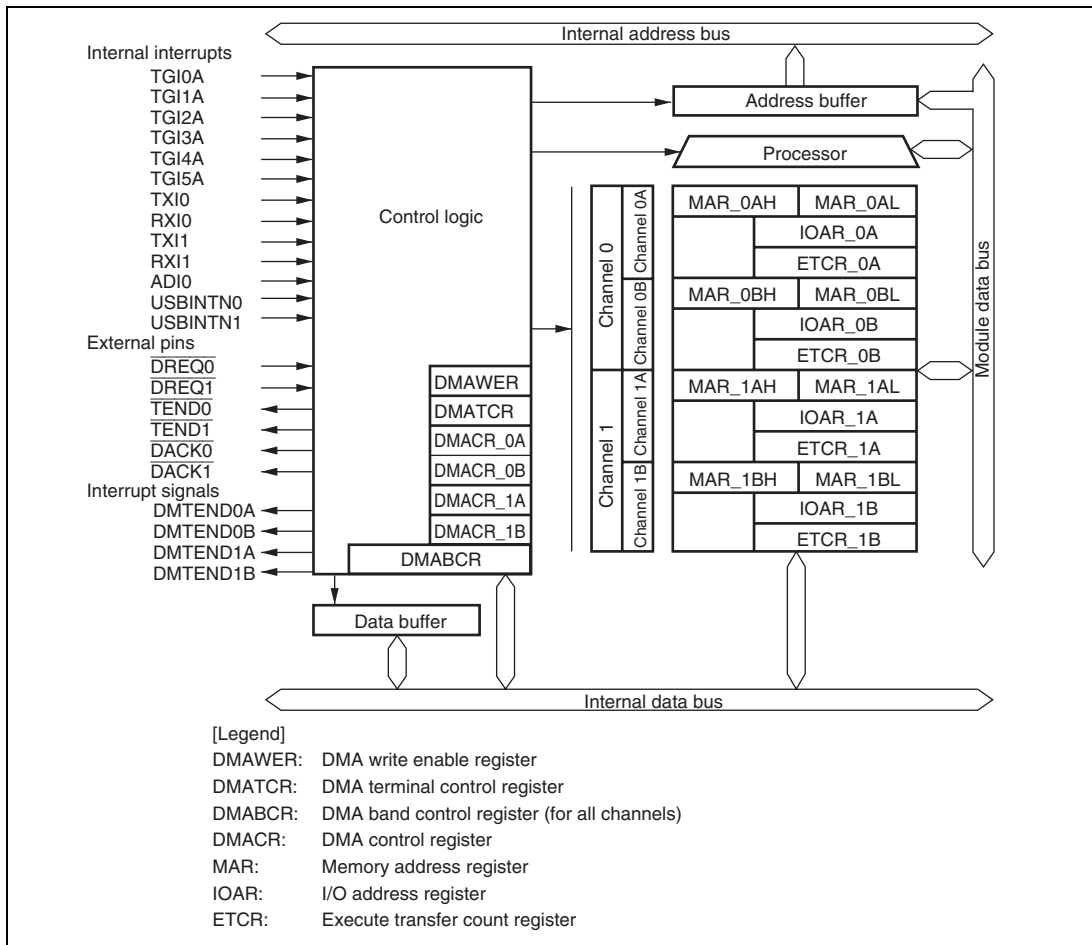 Internal address bus
Internal interrupts
TGI0A
TGI1A
TGI2A
TGI3A
TGI4A
TGI5A
TXI0
RXI0
TXI1
RXI1
ADI0
USBINTN0
USBINTN1
External pins
DREQ0
DREQ1
TEND0
TEND1
DACK0
DACK1
Interrupt signals
DMTEND0A
DMTEND0B
DMTEND1A
DMTEND1B
Control logic
DMAWER
DMATCR
DMACR_0A
DMACR_0B
DMACR_1A
DMACR_1B
DMABCR
Data buffer
Address buffer
Processor
Channel 0
Channel 0A
Channel 0B
Channel 1
Channel 1A
Channel 1B
MAR_0AH MAR_0AL
IOAR_0A
ETCR_0A
MAR_0BH MAR_0BL
IOAR_0B
ETCR_0B
MAR_1AH MAR_1AL
IOAR_1A
ETCR_1A
MAR_1BH MAR_1BL
IOAR_1B
ETCR_1B
Module data bus
Internal data bus
[Legend]
DMAWER: DMA write enable register
DMATCR: DMA terminal control register
DMABCR: DMA band control register (for all channels)
DMACR: DMA control register
MAR: Memory address register
IOAR: I/O address register
ETCR: Execute transfer count register